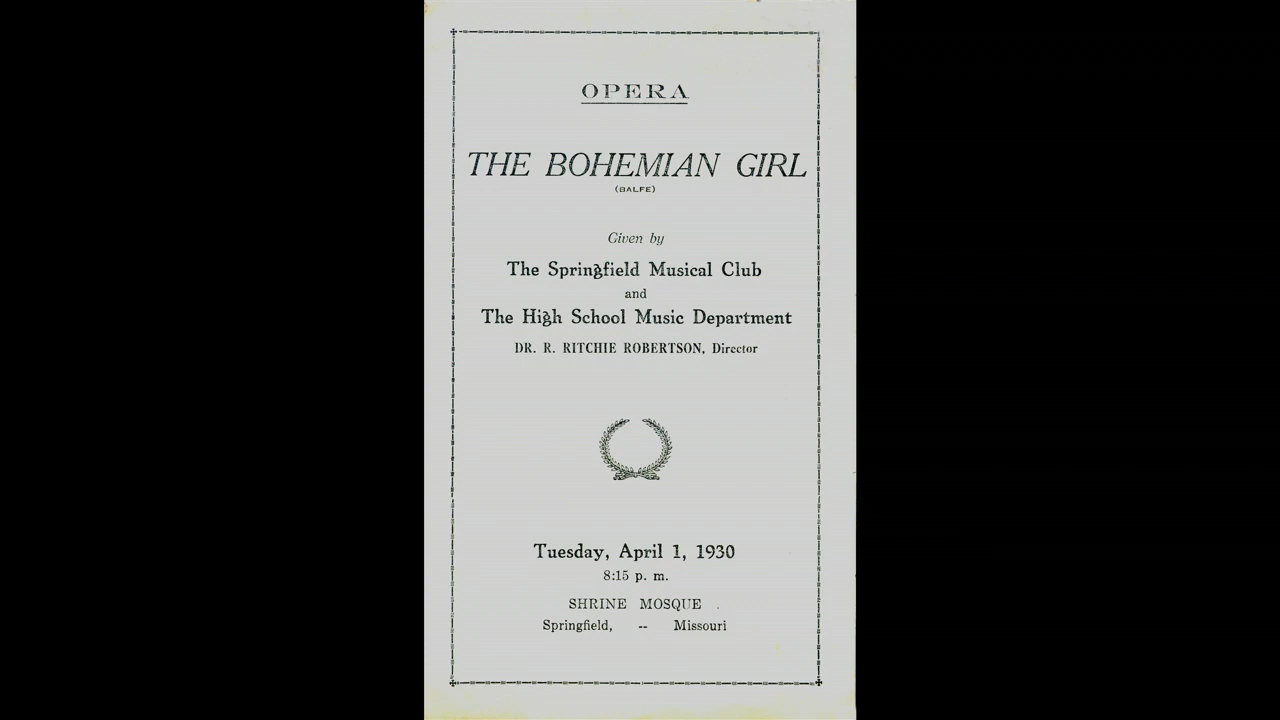 OPERA
THE BOHEMIAN GIRL
(BALFE)
Given by
The Springfield Musical Club
and
The High School Music Department
DR. R. RITCHIE ROBERTSON, Director
Tuesday, April 1, 1930
8:15 p. m.
SHRINE MOSQUE
Springfield, -- Missouri